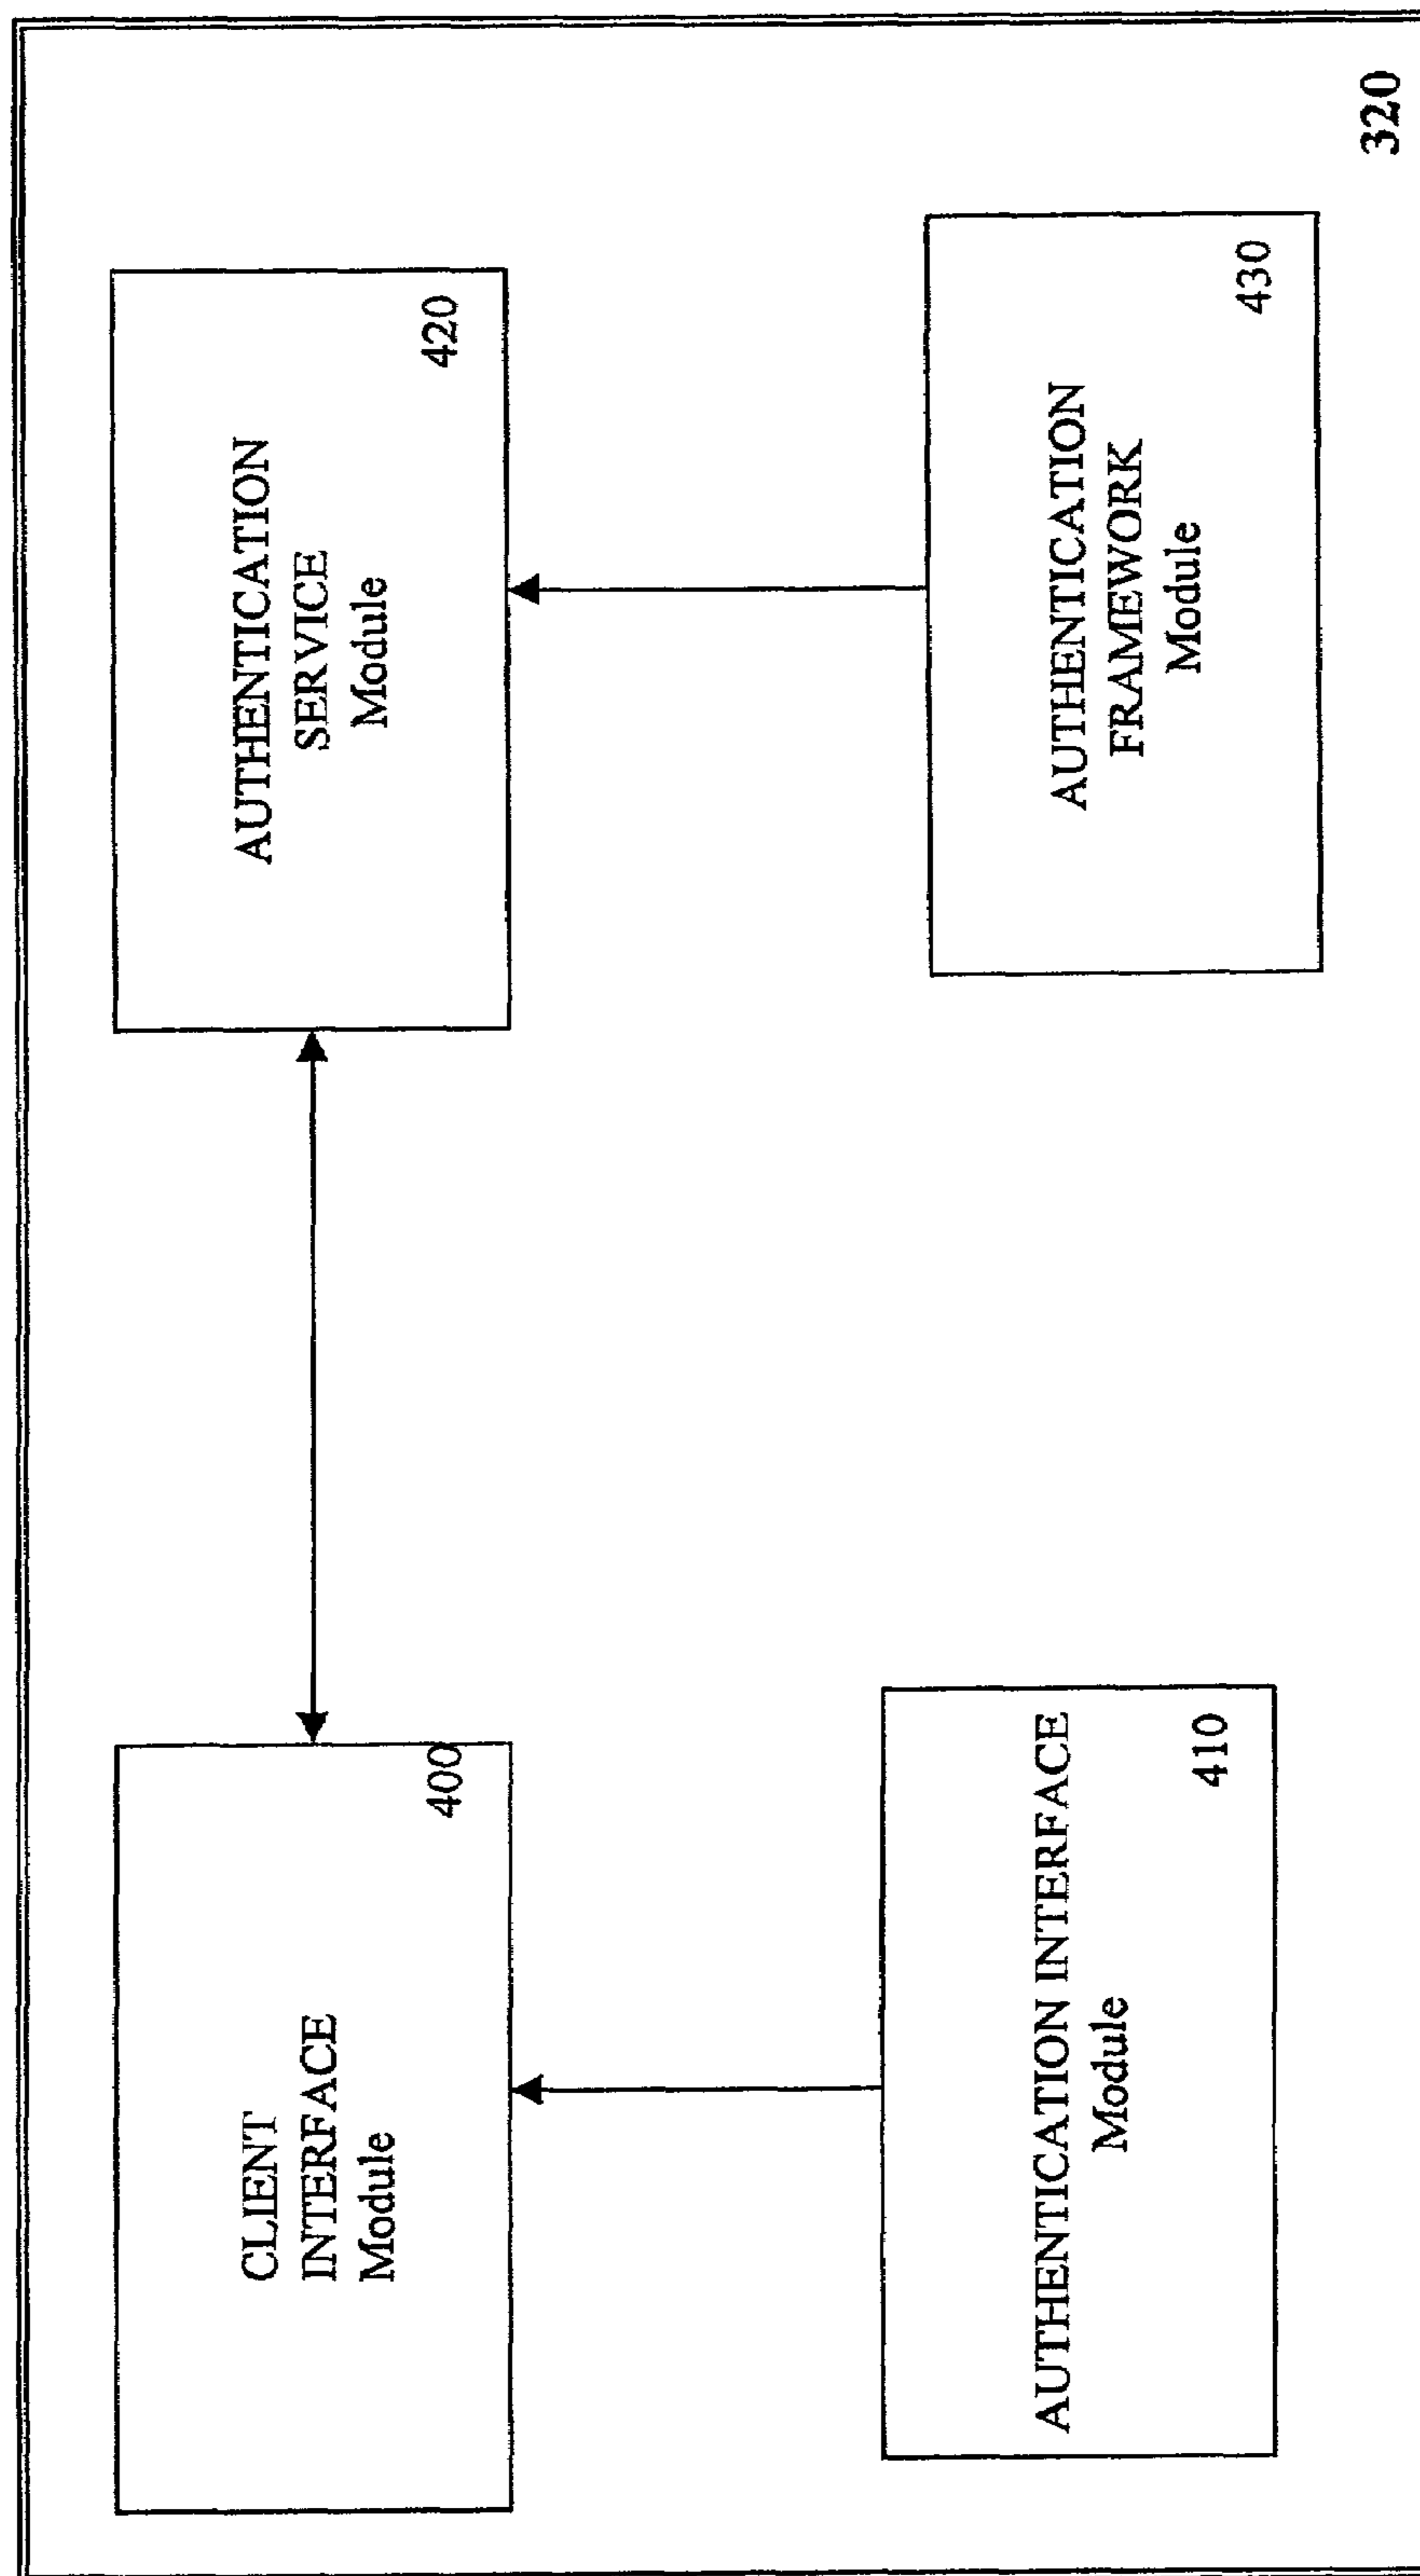 CLIENT
INTERFACE
Module
400
AUTHENTICATION
SERVICE
Module
420
AUTHENTICATION INTERFACE
Module
410
AUTHENTICATION
FRAMEWORK
Module
430
320